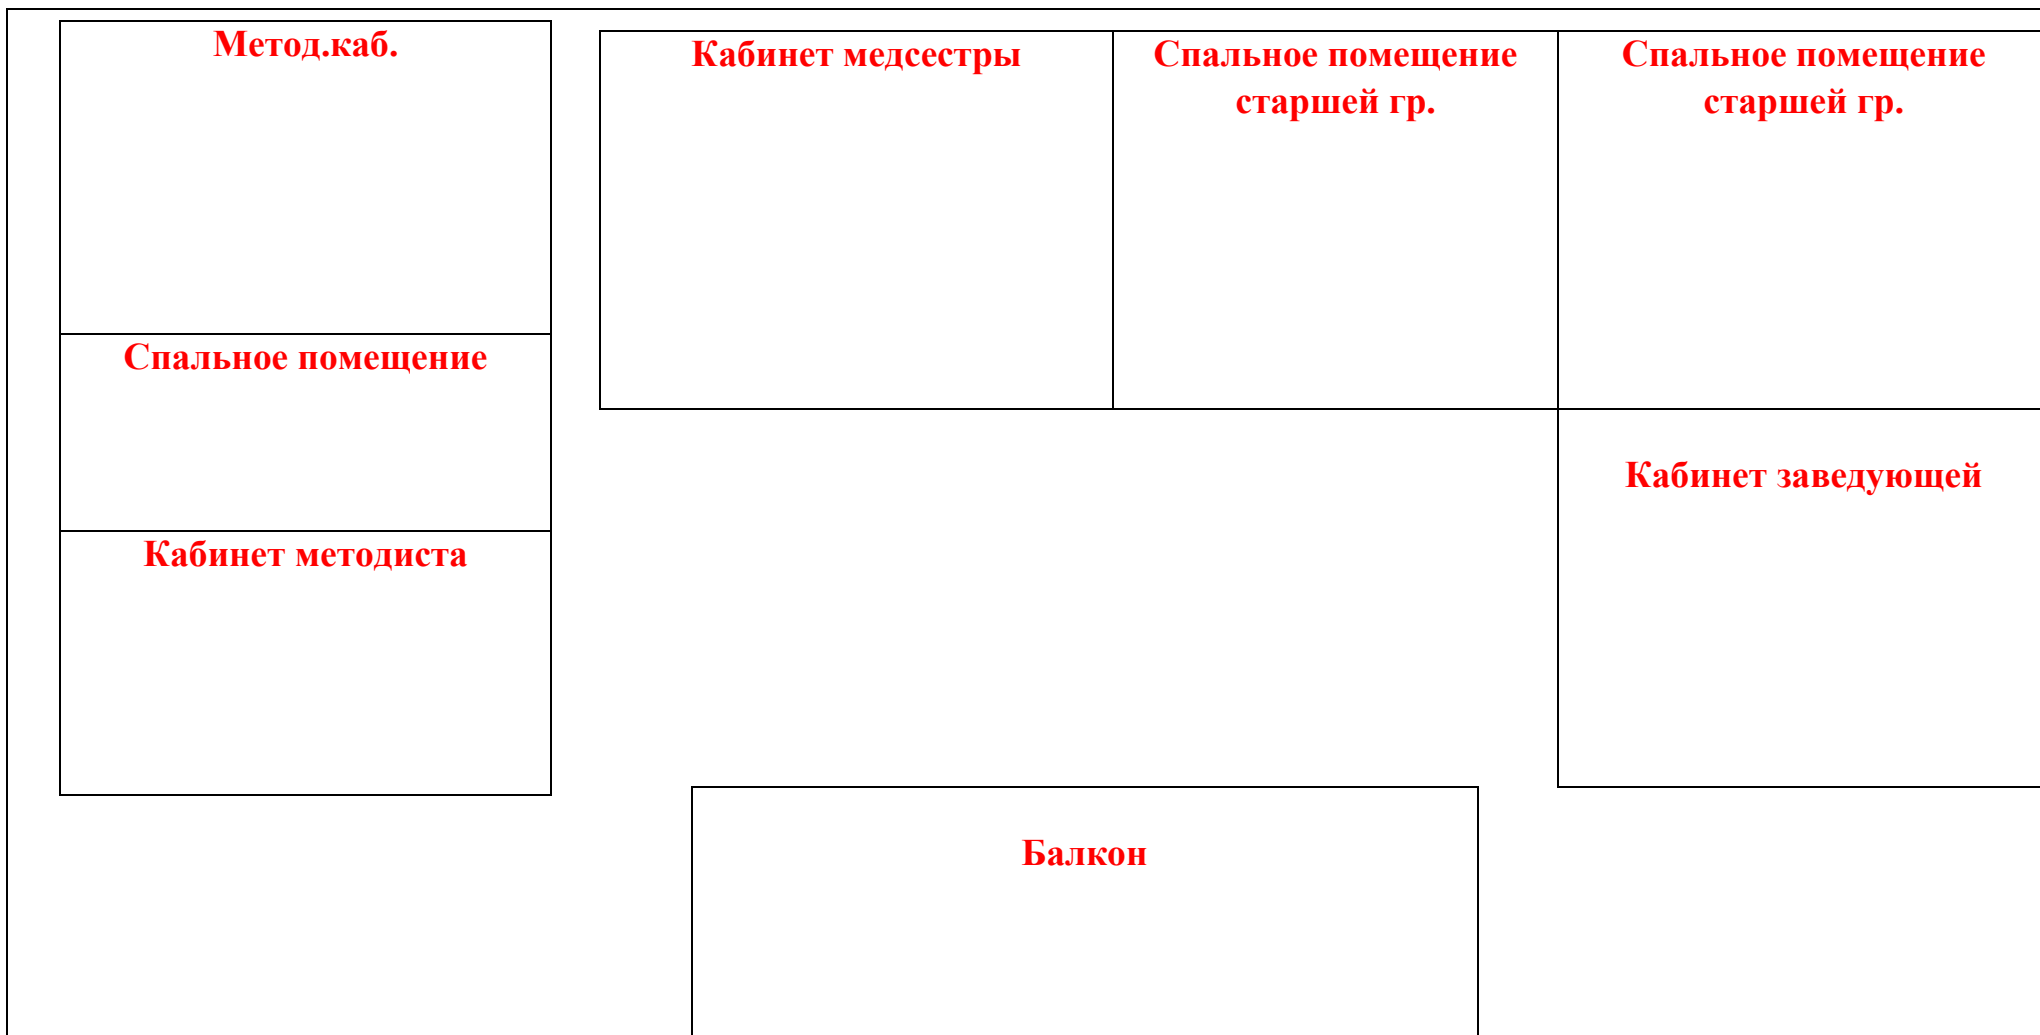 Метод.каб.
Спальное помещение
Кабинет методиста
Кабинет медсестры
Спальное помещение
старшей гр.
Спальное помещение
старшей гр.
Кабинет заведующей
Балкон